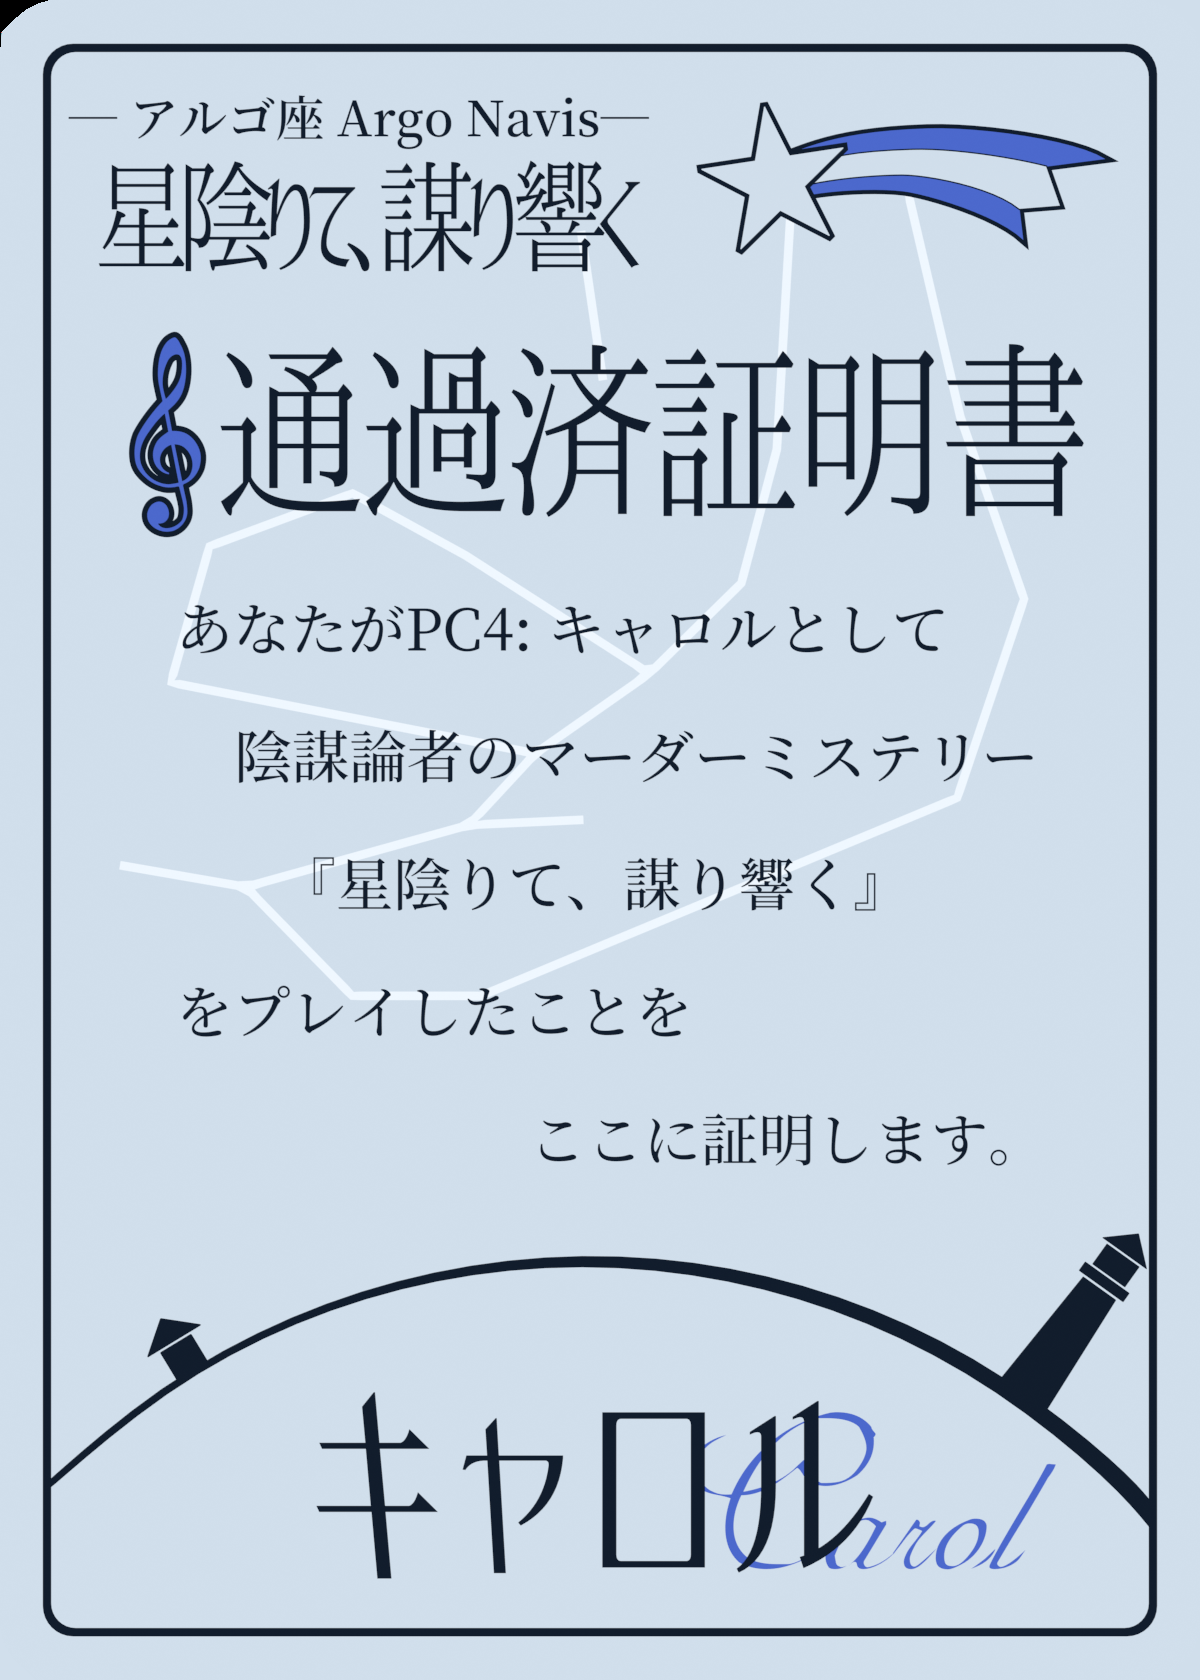 ― アルゴ座 Argo Navis―
星陰りて、謀り響く
通過済証明書
あなたがPC4: キャロルとして
陰謀論者のマーダーミステリー
『星陰りて、謀り響く』
をプレイしたことを
ここに証明します。
キャロル
Carol